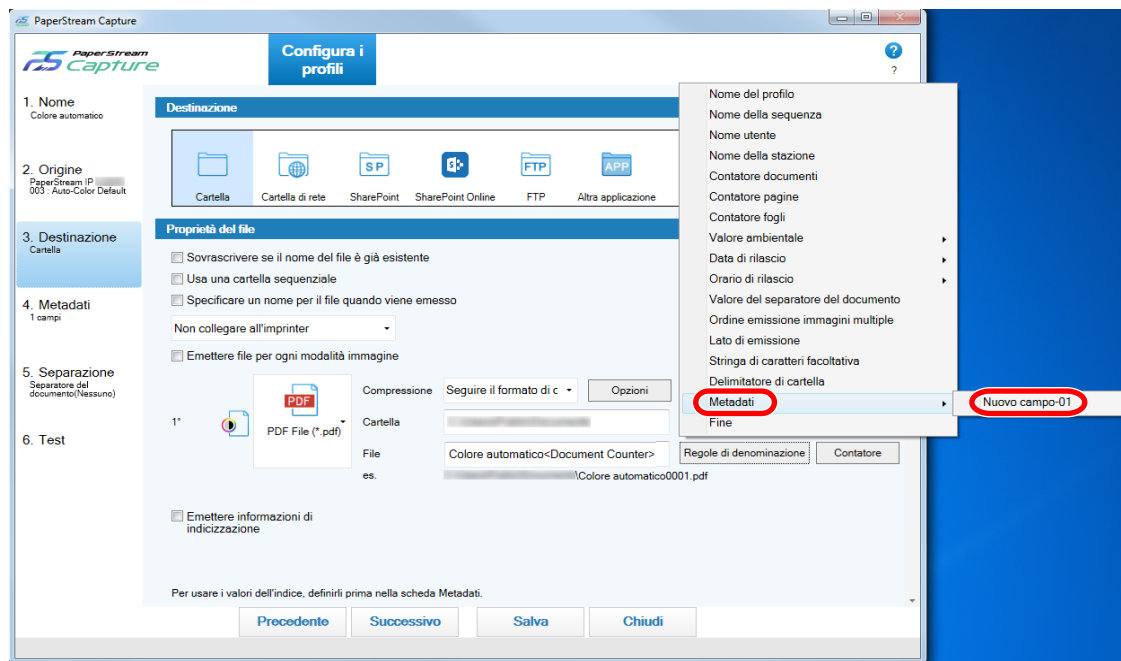 PaperStream Capture
PaperStream
Capture
Configura i
profili
?
?
1. Nome
Colore automatico
2. Origine
PaperStream IP
003 : Auto-Color Default
3. Destinazione
Cartella
4. Metadati
1 campi
5. Separazione
Separatore del
documento(Nessuno)
6. Test
Destinazione
SP
FTP
APP
Cartella
Cartella di rete
SharePoint
SharePoint Online
FTP
Altra applicazione
Proprietà del file
Sovrascrivere se il nome del file è già esistente
Usa una cartella sequenziale
Specificare un nome per il file quando viene emesso
Non collegare all'imprinter
Emettere file per ogni modalità immagine
1°
PDF
PDF File (*.pdf)
Compressione
Seguire il formato di c
Opzioni
Cartella
File
Colore automatico<Document Counter>
Regole di denominazione
Contatore
es.
\Colore automatico0001.pdf
Emettere informazioni di
indicizzazione
Per usare i valori dell'indice, definirli prima nella scheda Metadati.
Precedente
Successivo
Salva
Chiudi
Nome del profilo
Nome della sequenza
Nome utente
Nome della stazione
Contatore documenti
Contatore pagine
Contatore fogli
Valore ambientale
Data di rilascio
Orario di rilascio
Valore del separatore del documento
Ordine emissione immagini multiple
Lato di emissione
Stringa di caratteri facoltativa
Delimitatore di cartella
Metadati
Fine
Nuovo campo-01